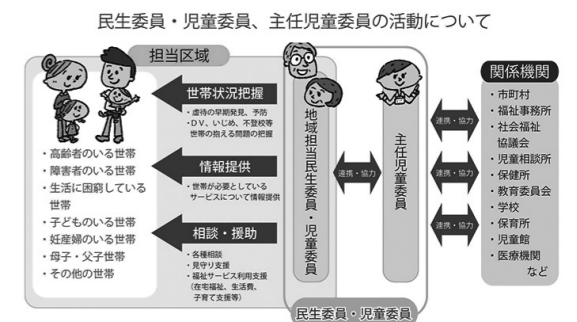 民生委員・児童委員、主任児童委員の活動について
担当区域
・高齢者のいる世帯
・障害者のいる世帯
・生活に困窮している
世帯
・子どものいる世帯
・妊産婦のいる世帯
・母子・父子世帯
・その他の世帯
世帯状況把握
・虐待の早期発見、予防
・DV、いじめ、不登校等
世帯の抱える問題の把握
情報提供
・世帯が必要としている
サービスについて情報提供
相談・援助
・各種相談
・見守り支援
・福祉サービス利用支援
(在宅福祉、生活費、
子育て支援等)
地域担当民生委員・児童委員
連携・協力
主任児童委員
民生委員・児童委員
連携・協力
連携・協力
連携・協力
関係機関
・市町村
・福祉事務所
・社会福祉
協議会
・児童相談所
・保健所
・教育委員会
・学校
・保育所
・児童館
・医療機関
など